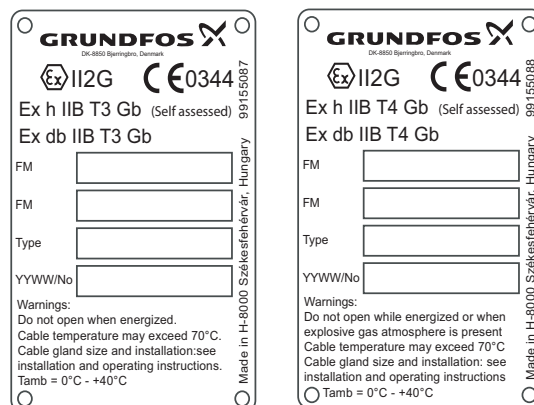 GRUNDFOS
DK-8850 Bjerringbro, Denmark
Ex II2G CE0344
Ex h IIB T3 Gb (Self assessed)
Ex db IIB T3 Gb
FM
FM
Type
YYWW/No
Warnings:
Do not open when energized.
Cable temperature may exceed 70°C.
Cable gland size and installation:see
installation and operating instructions.
Tamb = 0°C - +40°C
Made in H-8000 Székesfehérvár, Hungary 99155087
GRUNDFOS
DK-8850 Bjerringbro, Denmark
Ex II2G CE0344
Ex h IIB T4 Gb (Self assessed)
Ex db IIB T4 Gb
FM
FM
Type
YYWW/No
Warnings:
Do not open while energized or when
explosive gas atmosphere is present
Cable temperature may exceed 70°C
Cable gland size and installation: see
installation and operating instructions
Tamb = 0°C - +40°C
Made in H-8000 Székesfehérvár, Hungary 99155088